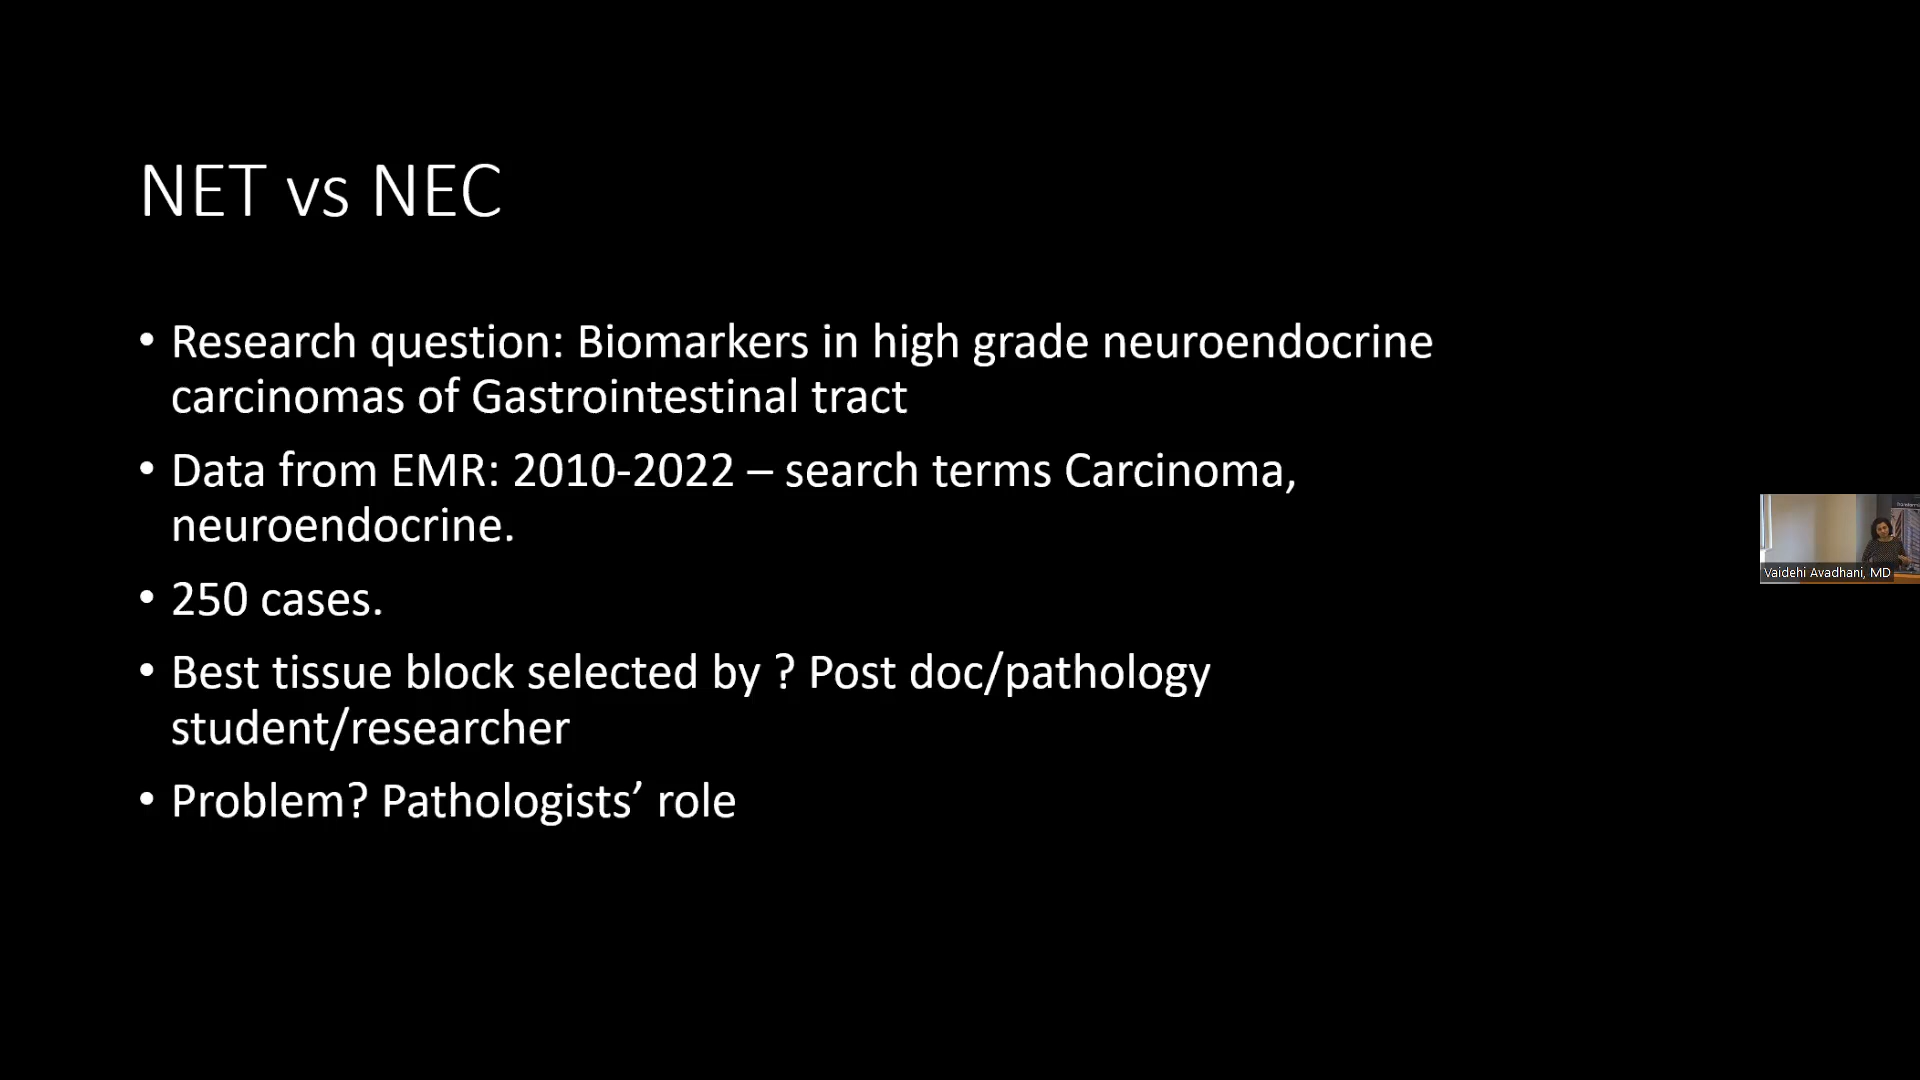 NET vs NEC
• Research question: Biomarkers in high grade neuroendocrine
carcinomas of Gastrointestinal tract
• Data from EMR: 2010-2022 – search terms Carcinoma,
neuroendocrine.
• 250 cases.
• Best tissue block selected by ? Post doc/pathology
student/researcher
• Problem? Pathologists’ role
Vaidehi Avadhani, MD